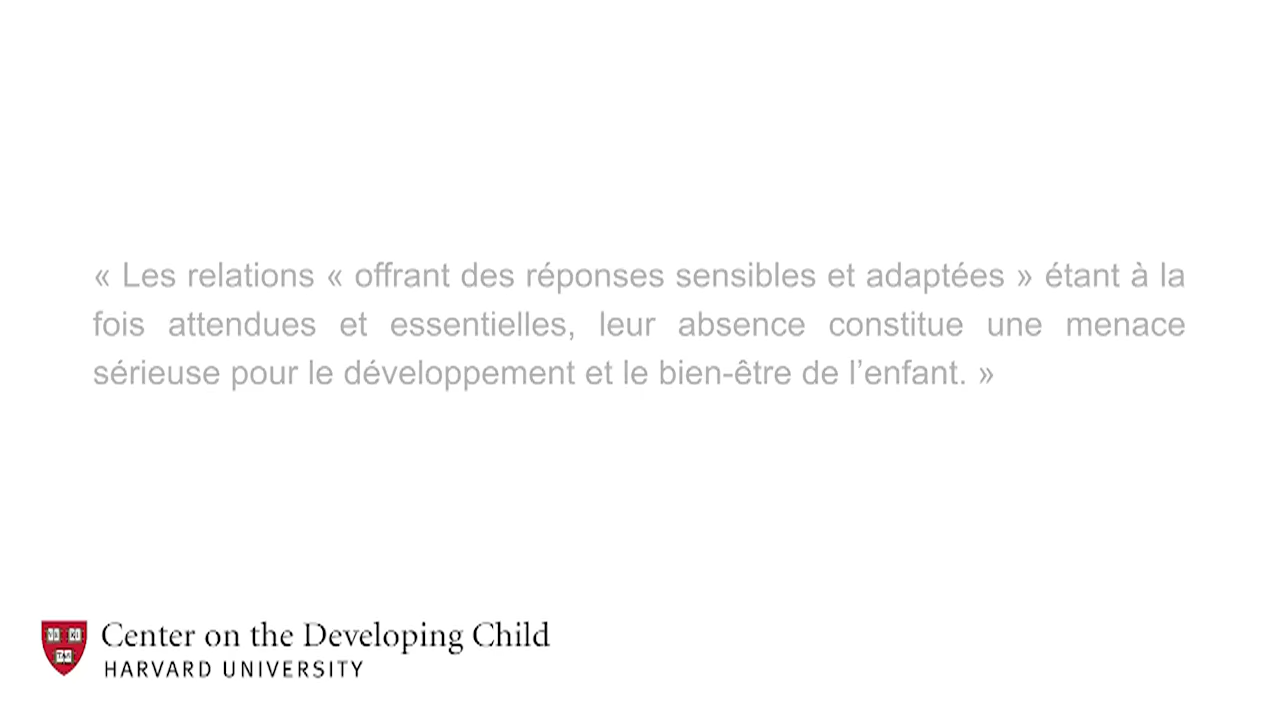 « Les relations « offrant des réponses sensibles et adaptées » étant à la
fois attendues et essentielles, leur absence constitue une menace
sérieuse pour le développement et le bien-être de l’enfant. »
Center on the Developing Child
HARVARD UNIVERSITY